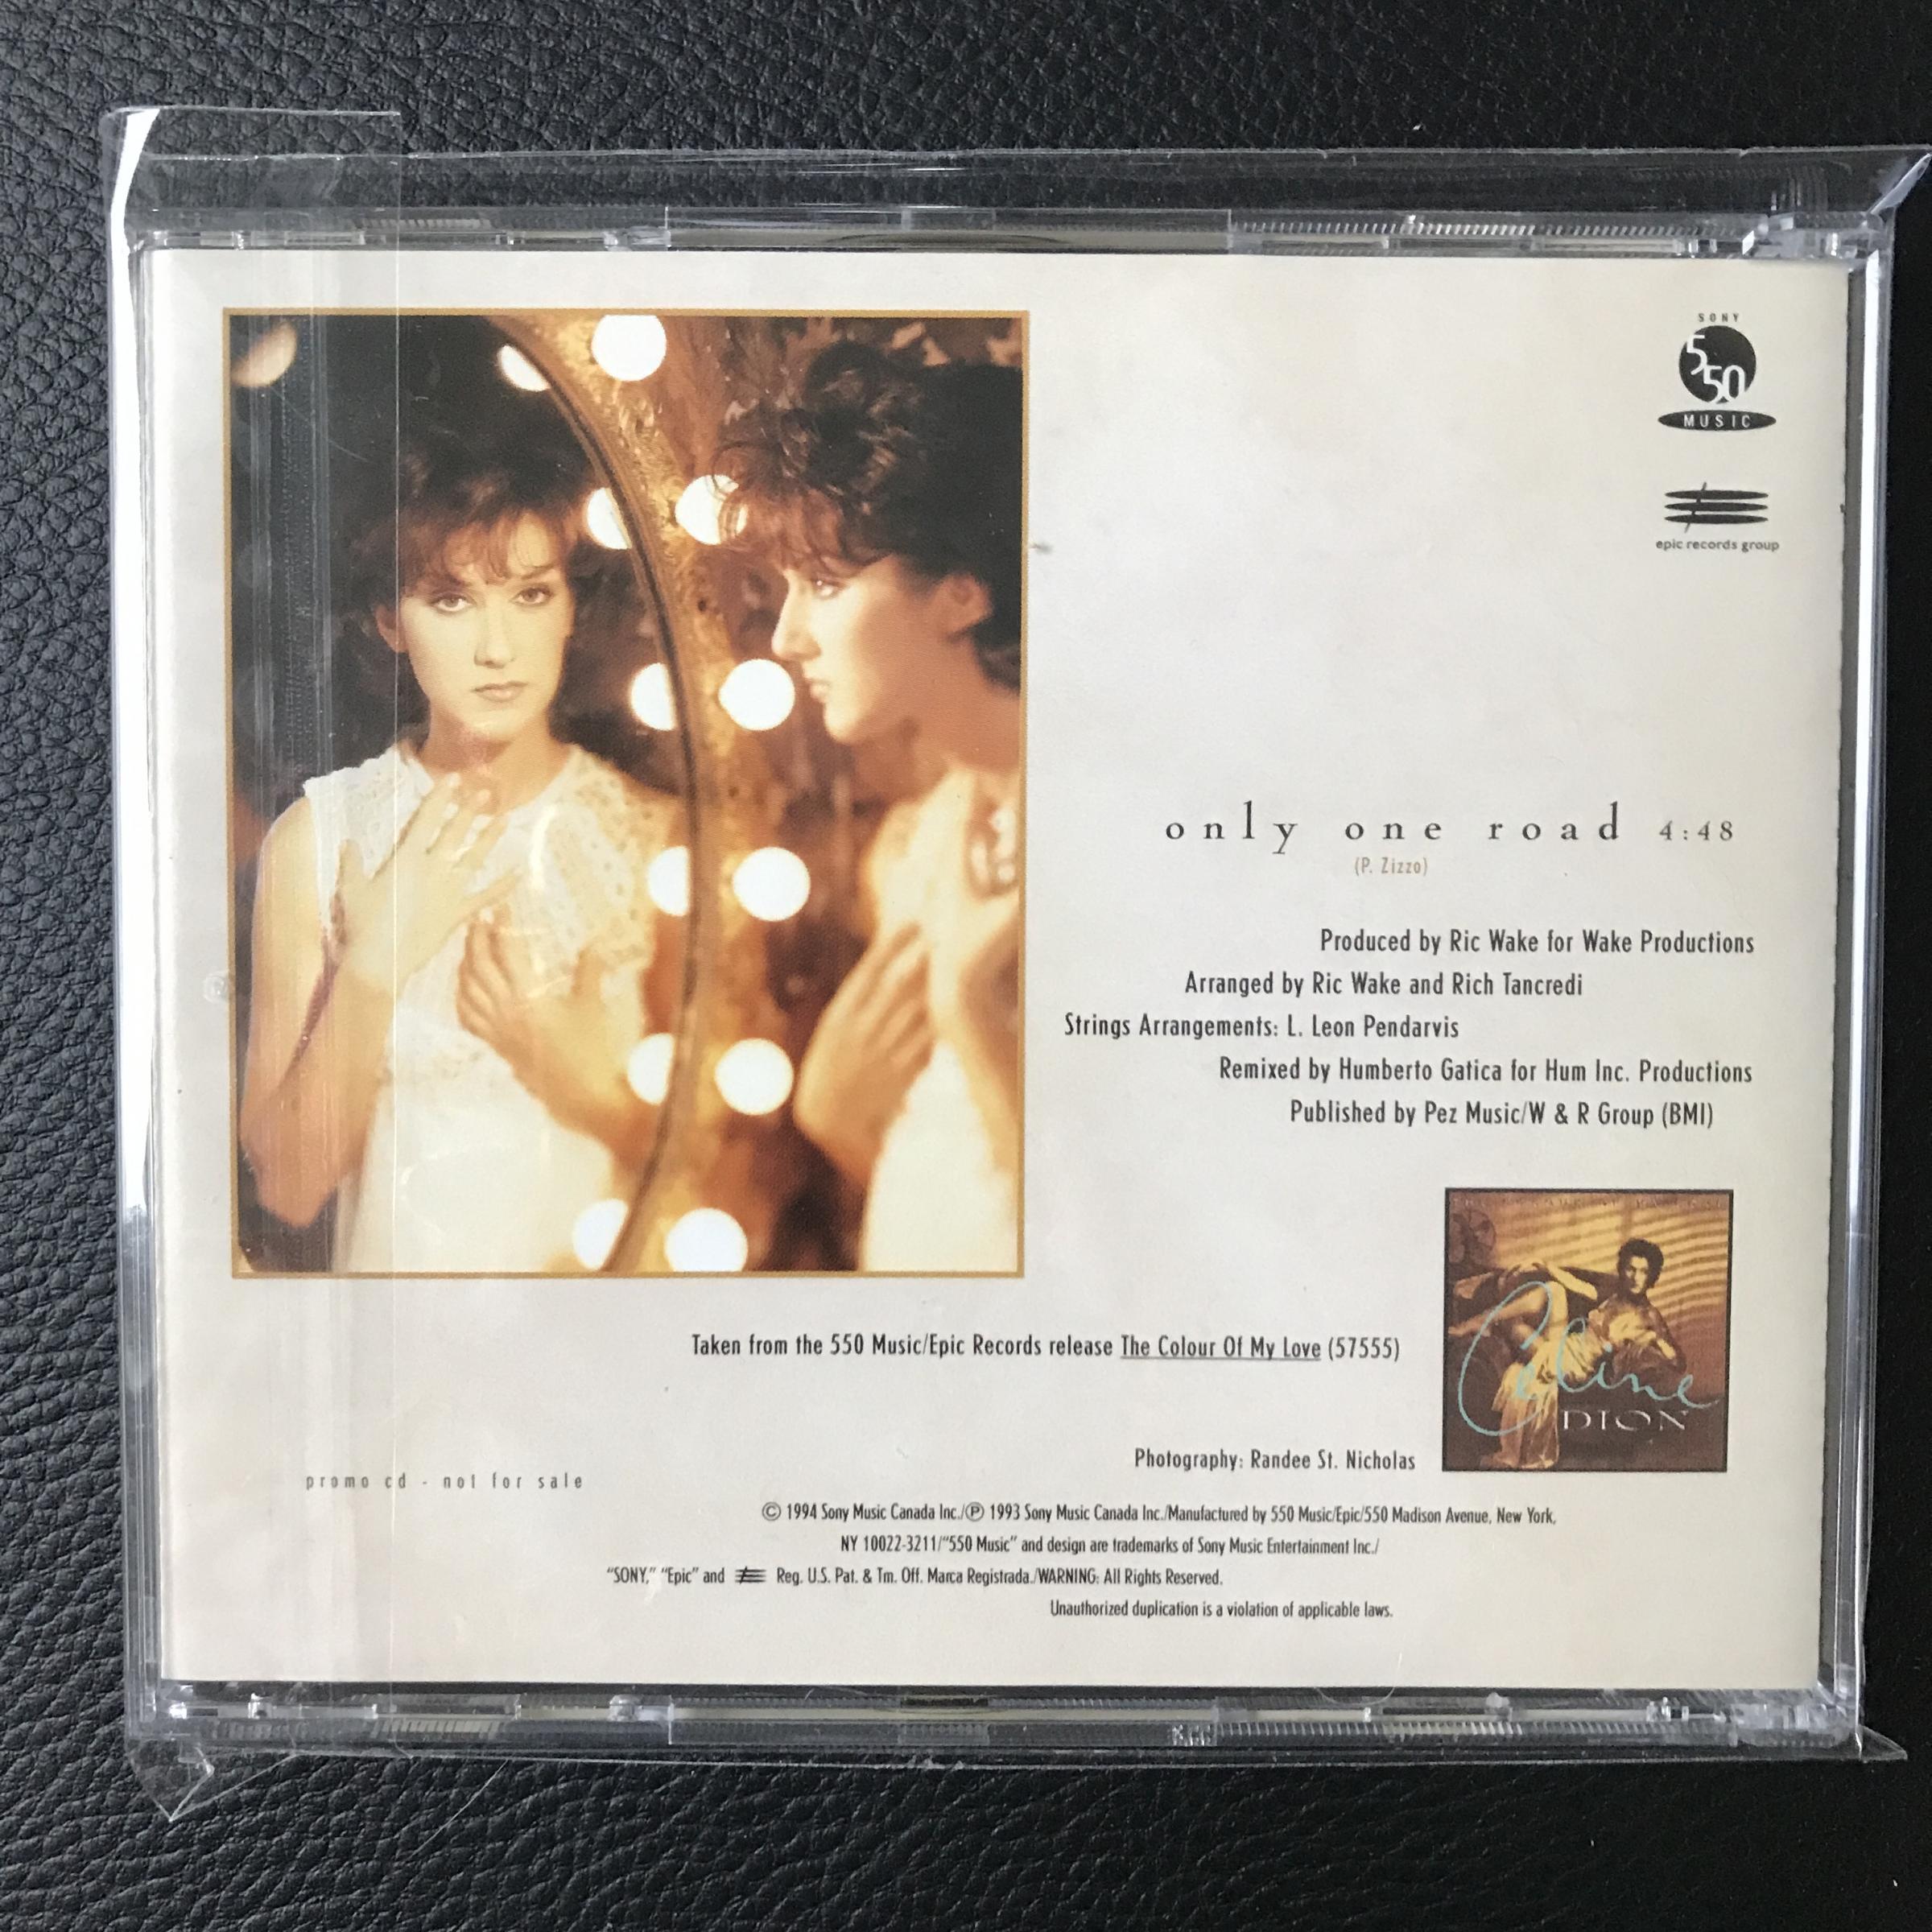 SONY
550
MUSIC
epic records group
only one road 4:48
(P. Zizzo)
Produced by Ric Wake for Wake Productions
Arranged by Ric Wake and Rich Tancredi
Strings Arrangements: L. Leon Pendarvis
Remixed by Humberto Gatica for Hum Inc. Productions
Published by Pez Music/W & R Group (BMI)
Taken from the 550 Music/Epic Records release The Colour Of My Love (57555)
Celine
DION
Photography: Randee St. Nicholas
promo cd - not for sale
© 1994 Sony Music Canada Inc./℗ 1993 Sony Music Canada Inc./Manufactured by 550 Music/Epic/550 Madison Avenue, New York,
NY 10022-3211/"550 Music" and design are trademarks of Sony Music Entertainment Inc./
"SONY," "Epic" and Reg. U.S. Pat. & Tm. Off. Marca Registrada./WARNING: All Rights Reserved.
Unauthorized duplication is a violation of applicable laws.